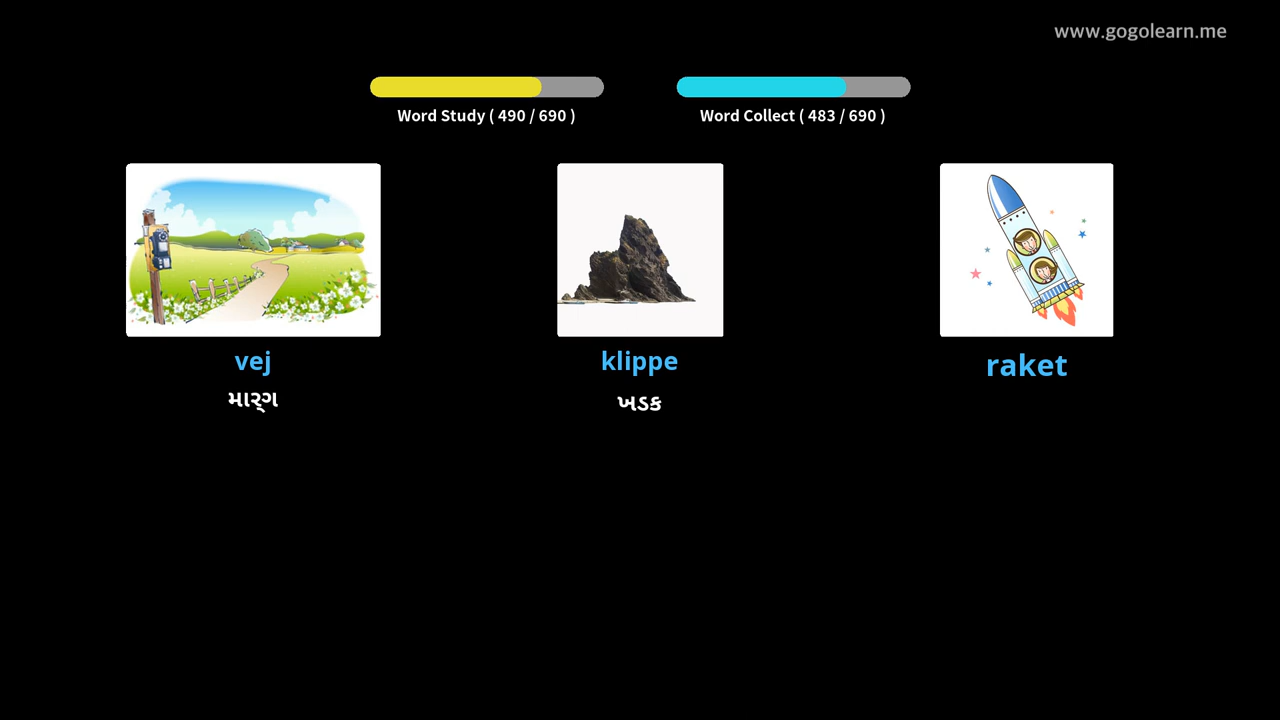 www.gogolearn.me
Word Study ( 490 / 690 )
Word Collect ( 483 / 690 )
vej
klippe
raket
માર્ગ
ખડક